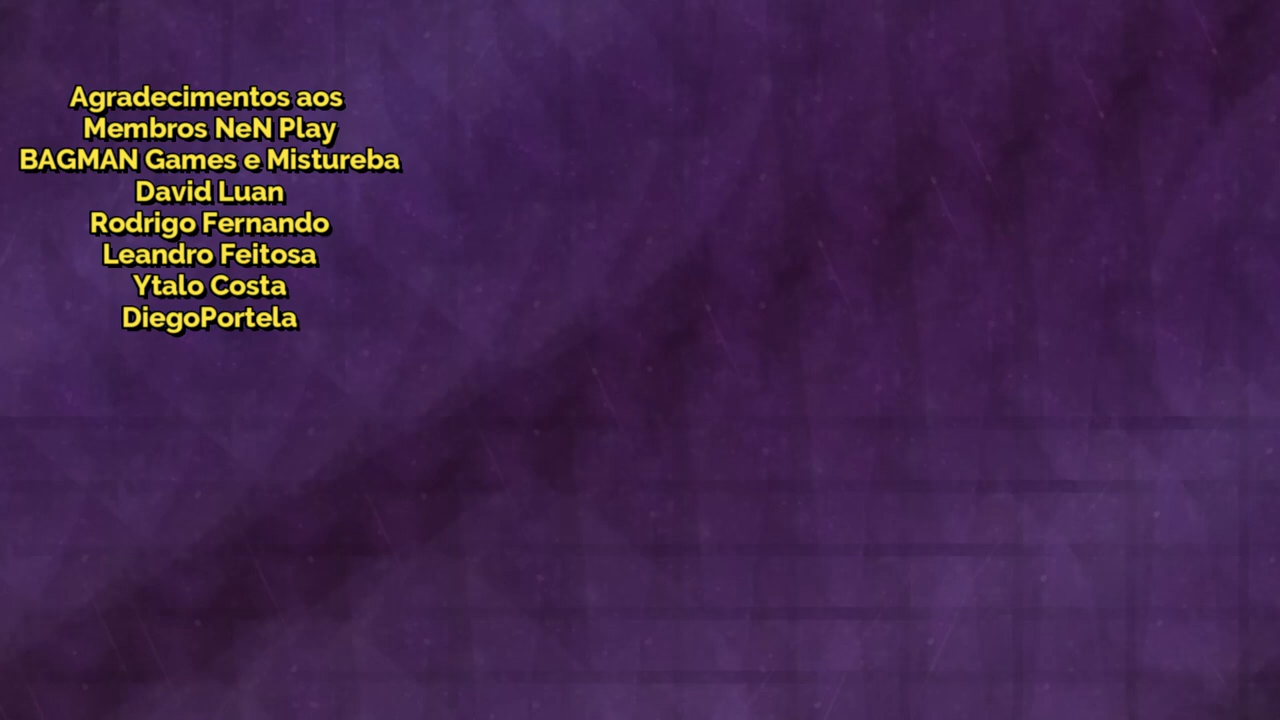 Agradecimentos aos
Membros NeN Play
BAGMAN Games e Mistureba
David Luan
Rodrigo Fernando
Leandro Feitosa
Ytalo Costa
DiegoPortela